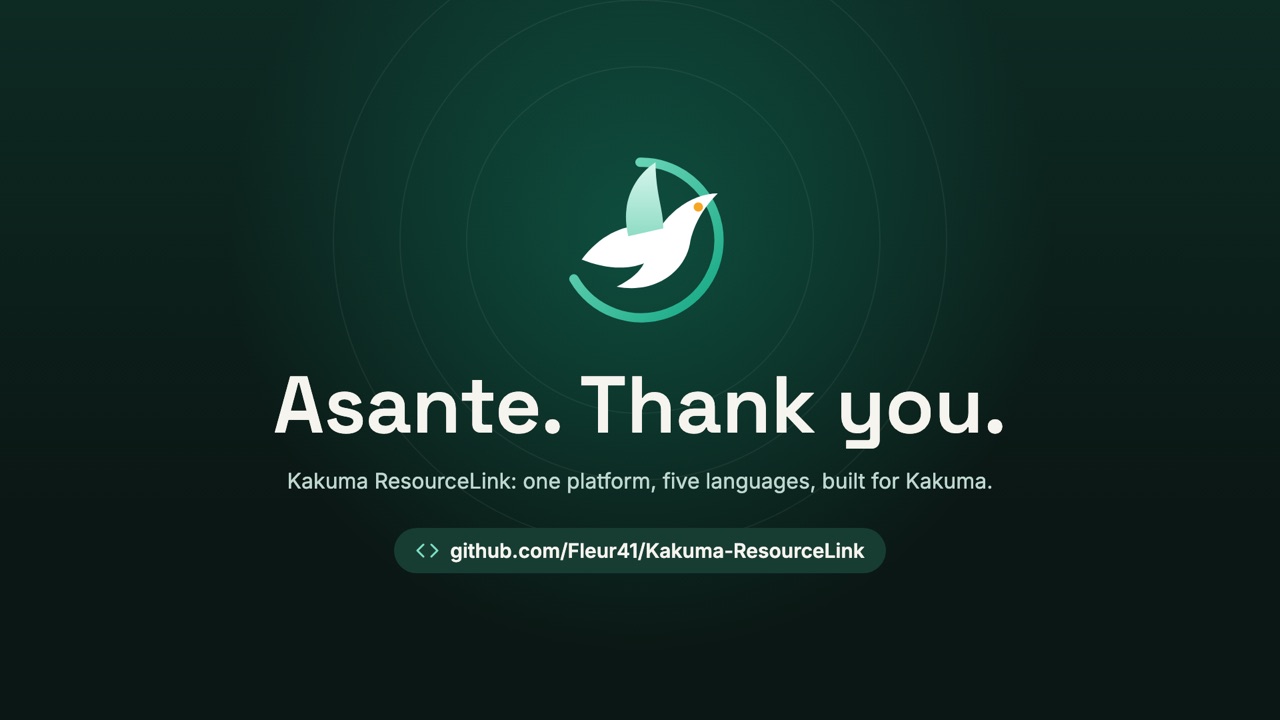 Asante. Thank you.
Kakuma ResourceLink: one platform, five languages, built for Kakuma.
<> github.com/Fleur41/Kakuma-ResourceLink